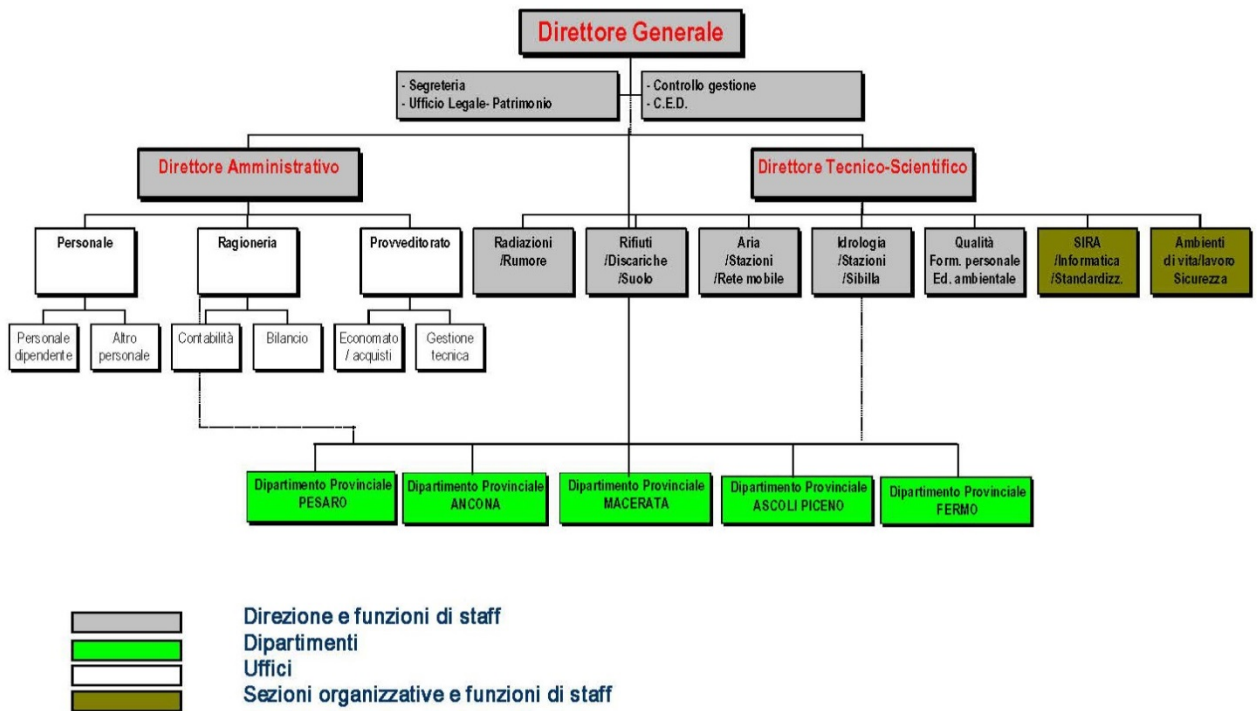 Direttore Generale
- Segreteria
- Ufficio Legale- Patrimonio
- Controllo gestione
- C.E.D.
Direttore Amministrativo
Direttore Tecnico-Scientifico
Personale
Ragioneria
Provveditorato
Radiazioni
/Rumore
Rifiuti
/Discariche
/Suolo
Aria
/Stazioni
/Rete mobile
Idrologia
/Stazioni
/Sibilla
Qualità
Form. personale
Ed. ambientale
SIRA
/Informatica
/Standardizz.
Ambienti
di vita/lavoro
Sicurezza
Personale
dipendente
Altro
personale
Contabilità
Bilancio
Economato
/ acquisti
Gestione
tecnica
Dipartimento Provinciale
PESARO
Dipartimento Provinciale
ANCONA
Dipartimento Provinciale
MACERATA
Dipartimento Provinciale
ASCOLI PICENO
Dipartimento Provinciale
FERMO
Direzione e funzioni di staff
Dipartimenti
Uffici
Sezioni organizzative e funzioni di staff